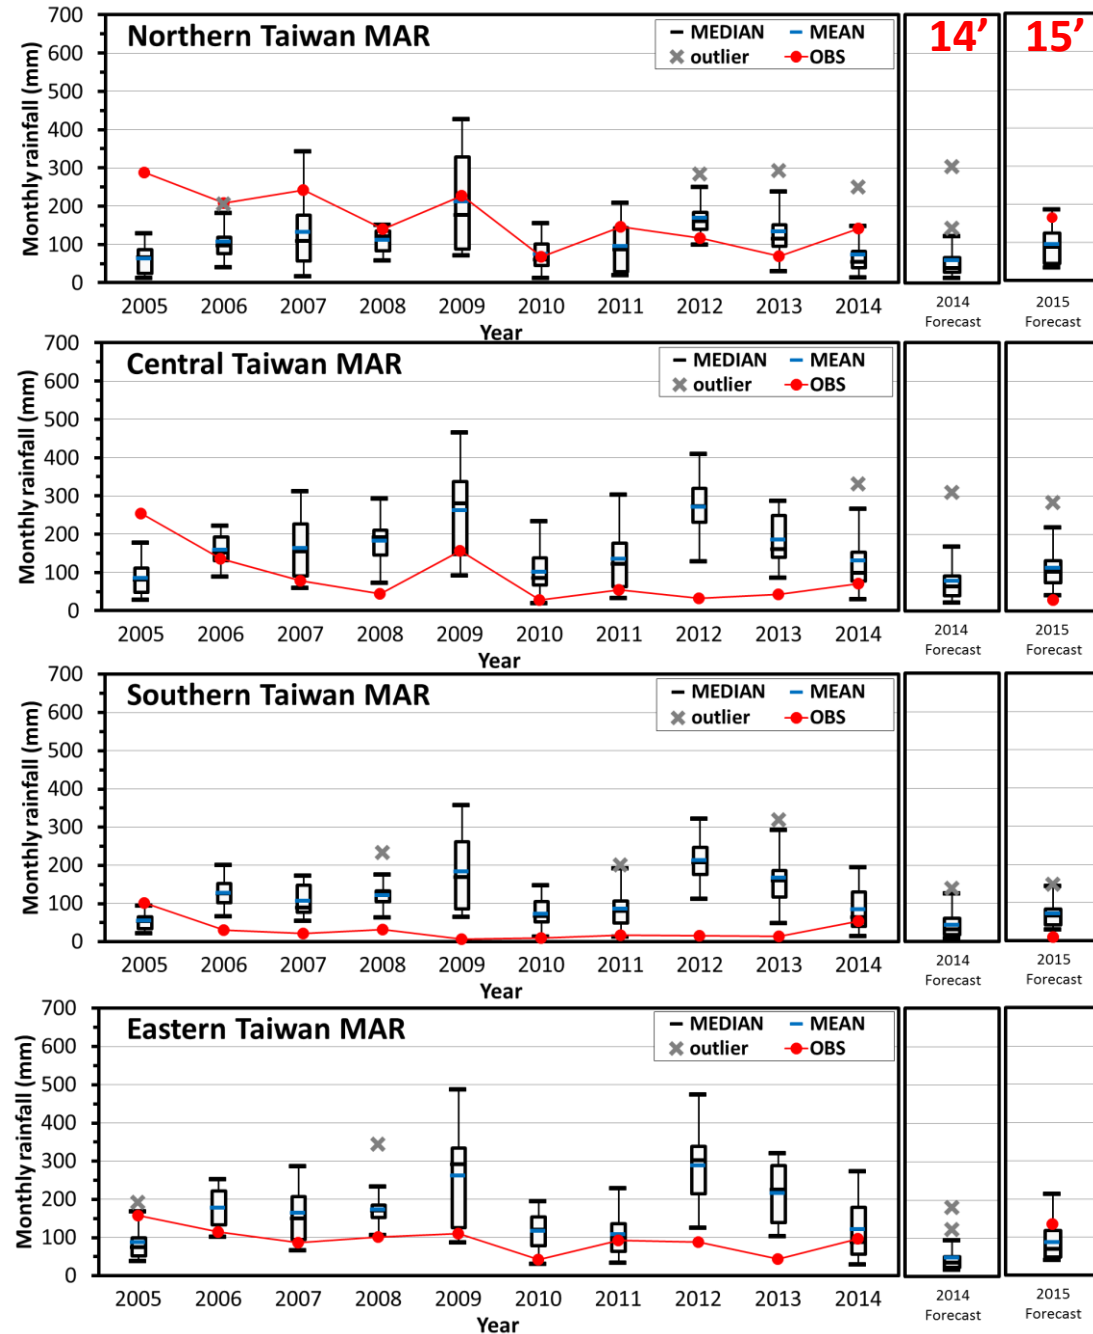 Northern Taiwan MAR
MEDIAN MEAN
outlier OBS
14’
15’
Monthly rainfall (mm)
700
600
500
400
300
200
100
0
2005 2006 2007 2008 2009 2010 2011 2012 2013 2014
Year
2014
Forecast
2015
Forecast
Central Taiwan MAR
MEDIAN MEAN
outlier OBS
Monthly rainfall (mm)
700
600
500
400
300
200
100
0
2005 2006 2007 2008 2009 2010 2011 2012 2013 2014
Year
2014
Forecast
2015
Forecast
Southern Taiwan MAR
MEDIAN MEAN
outlier OBS
Monthly rainfall (mm)
700
600
500
400
300
200
100
0
2005 2006 2007 2008 2009 2010 2011 2012 2013 2014
Year
2014
Forecast
2015
Forecast
Eastern Taiwan MAR
MEDIAN MEAN
outlier OBS
Monthly rainfall (mm)
700
600
500
400
300
200
100
0
2005 2006 2007 2008 2009 2010 2011 2012 2013 2014
Year
2014
Forecast
2015
Forecast